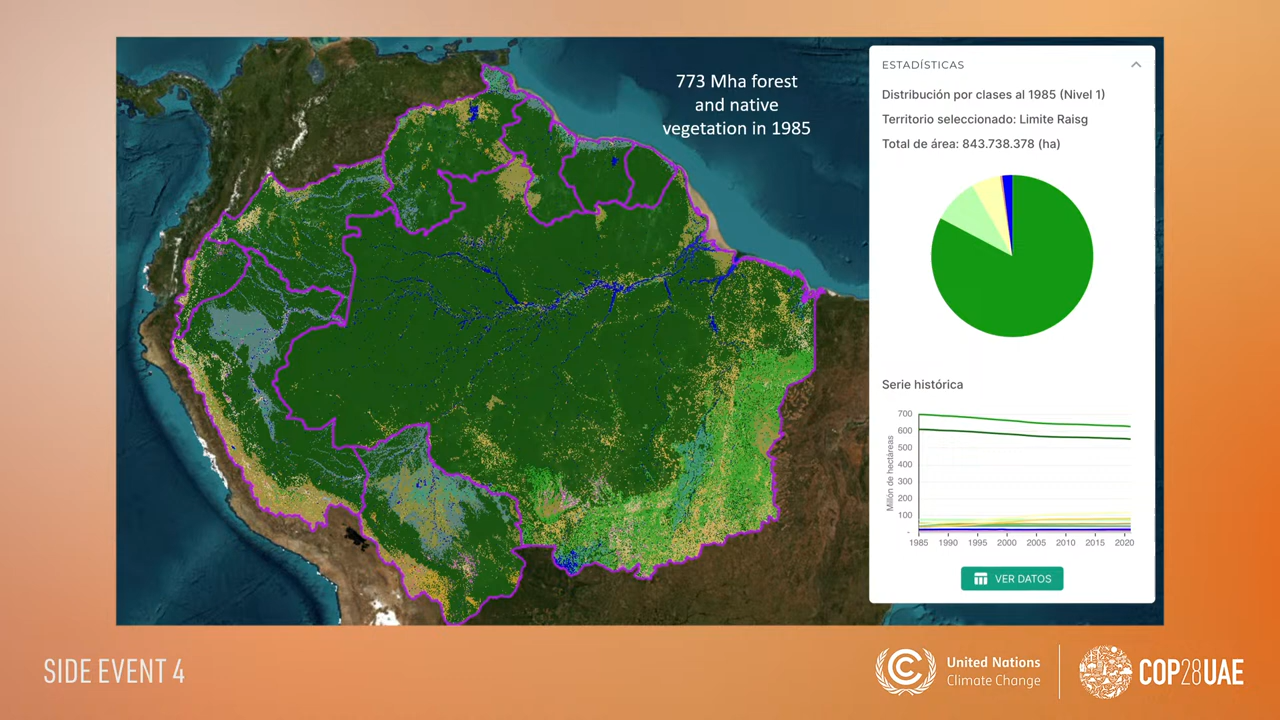 773 Mha forest
and native
vegetation in 1985
ESTADÍSTICAS
Distribución por clases al 1985 (Nivel 1)
Territorio seleccionado: Limite Raisg
Total de área: 843.738.378 (ha)
Serie histórica
Millón de hectáreas
700
600
500
400
300
200
100
-
1985 1990 1995 2000 2005 2010 2015 2020
VER DATOS
SIDE EVENT 4
United Nations
Climate Change
COP28UAE